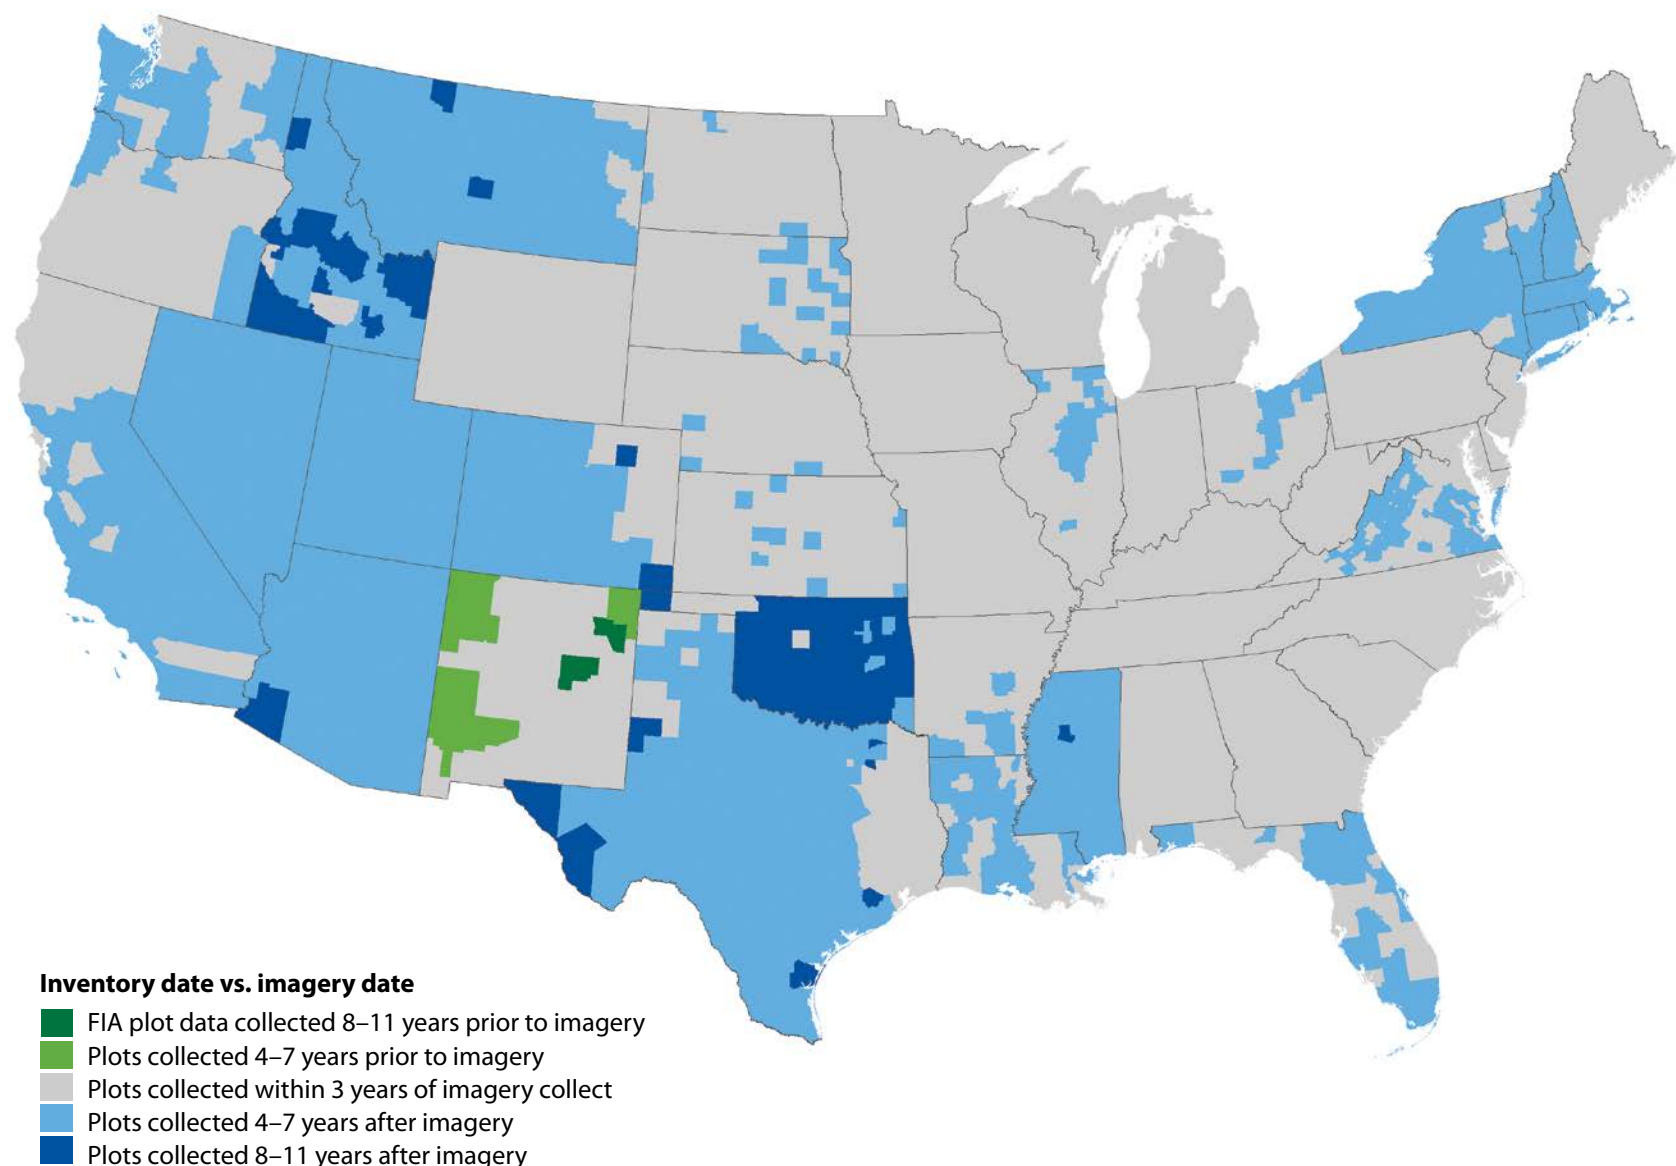 Inventory date vs. imagery date
FIA plot data collected 8–11 years prior to imagery
Plots collected 4–7 years prior to imagery
Plots collected within 3 years of imagery collect
Plots collected 4–7 years after imagery
Plots collected 8–11 years after imagery